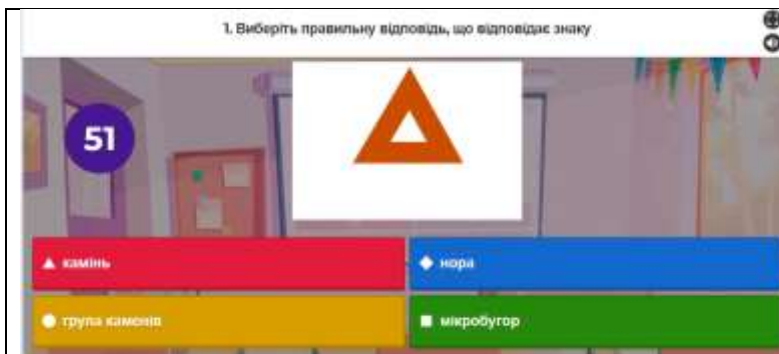 1. Виберіть правильну відповідь, що відповідає знаку
51
камінь
нора
група каменів
мікробугор